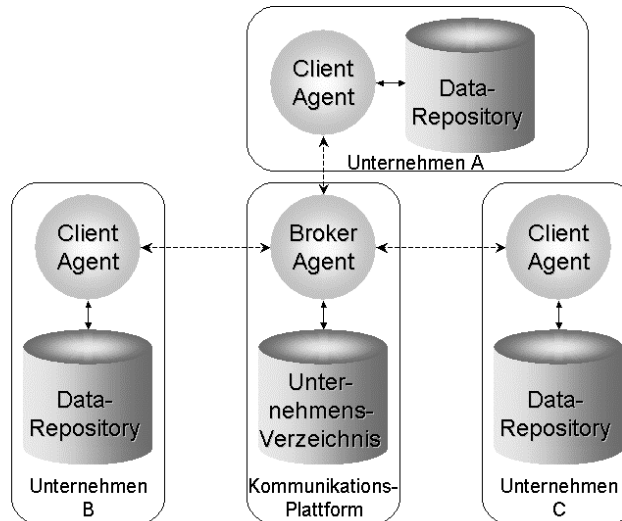 Client
Agent
Data-
Repository
Unternehmen A
Client
Agent
Data-
Repository
Unternehmen
B
Broker
Agent
Unter-
nehmens-
Verzeichnis
Kommunikations-
Plattform
Client
Agent
Data-
Repository
Unternehmen
C